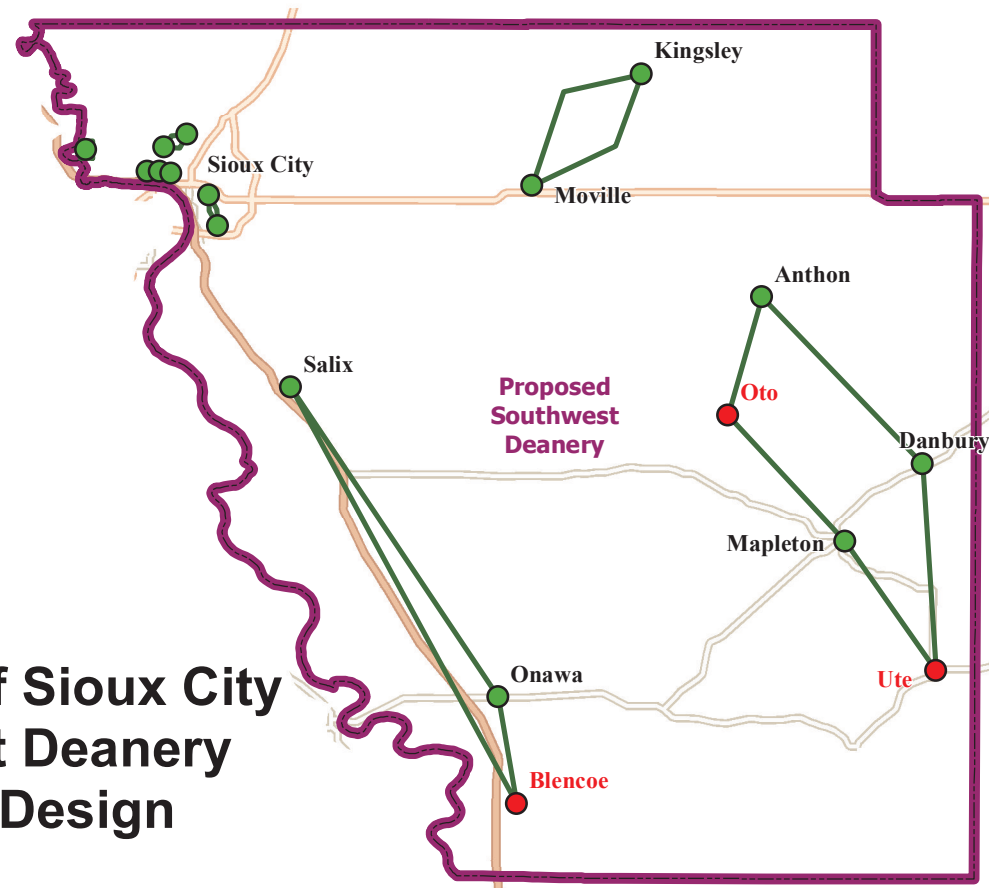 Kingsley
Sioux City
Moville
Anthon
Salix
Proposed
Southwest
Deanery
Oto
Danbury
Mapleton
Onawa
Ute
Blencoe
f Sioux City
t Deanery
Design